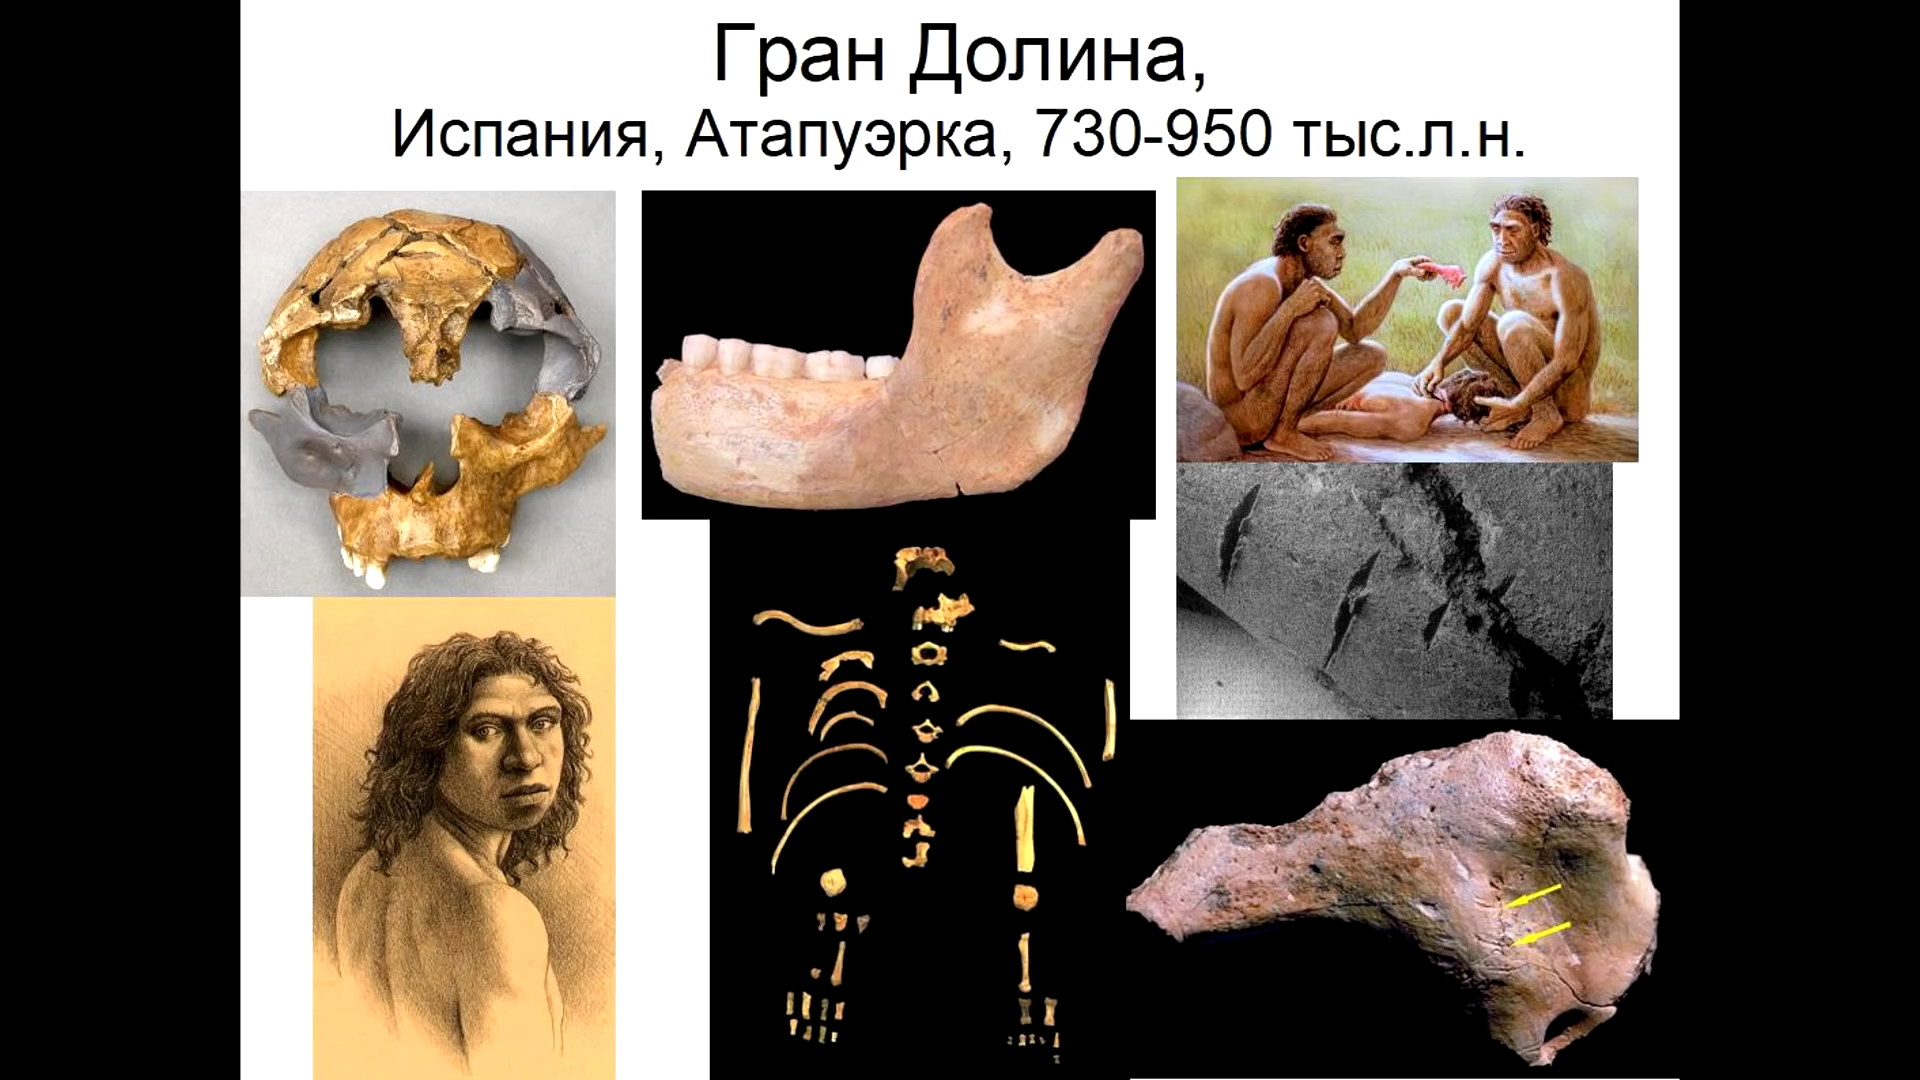 Гран Долина,
Испания, Атапуэрка, 730-950 тыс.л.н.